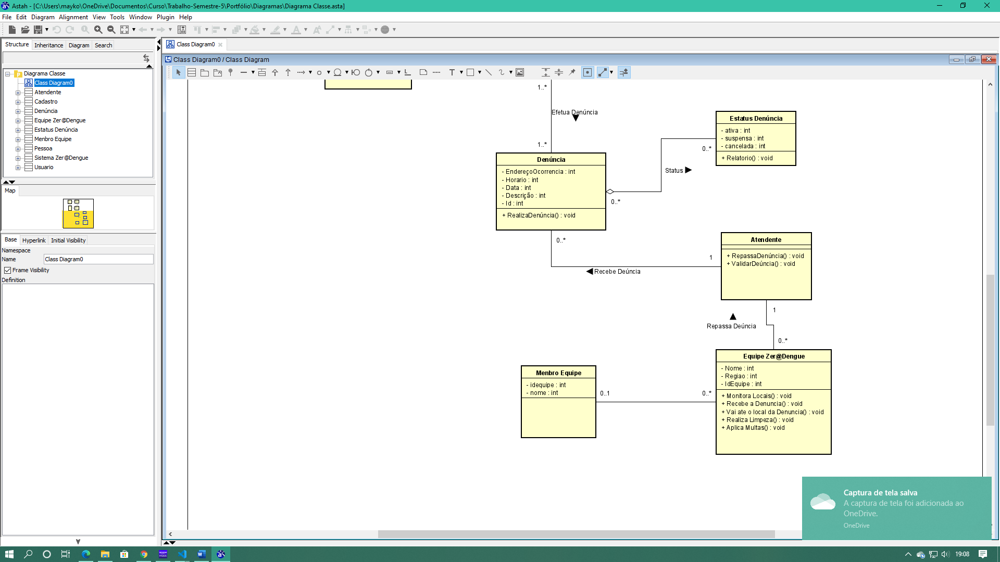 Astah - [C:\Users\mayko\OneDrive\Documentos\Curso\Trabalho-Semestre-5\Portfólio\Diagramas\Diagrama Classe.asta]
File Edit Diagram Alignment View Tools Window Plugin Help
Structure Inheritance Diagram Search
Diagrama Classe
Class Diagram0
Atendente
Cadastro
Denúncia
Equipe Zer@Dengue
Estatus Denúncia
Menbro Equipe
Pessoa
Sistema Zer@Dengue
Usuario
Map
Base Hyperlink Initial Visibility
Namespace
Name Class Diagram0
Frame Visibility
Definition
Class Diagram0
Class Diagram0 / Class Diagram
1..*
Efetua Denúncia
1..*
Denúncia
- EndereçoOcorrencia : int
- Horario : int
- Data : int
- Descrição : int
- Id : int
+ RealizaDenúncia() : void
Estatus Denúncia
- ativa : int
- suspensa : int
- cancelada : int
+ Relatorio() : void
0..*
Status
0..*
0..*
1
Recebe Deúncia
Atendente
+ RepassaDenúncia() : void
+ ValidarDeúncia() : void
1
Repassa Deúncia
0..*
Equipe Zer@Dengue
- Nome : int
- Regiao : int
- IdEquipe : int
+ Monitora Locais() : void
+ Recebe a Denuncia() : void
+ Vai ate o local da Denuncia() : void
+ Realiza Limpeza() : void
+ Aplica Multas() : void
Menbro Equipe
- idequipe : int
- nome : int
0..1
0..*
Captura de tela salva
A captura de tela foi adicionada ao
OneDrive.
OneDrive
19:08